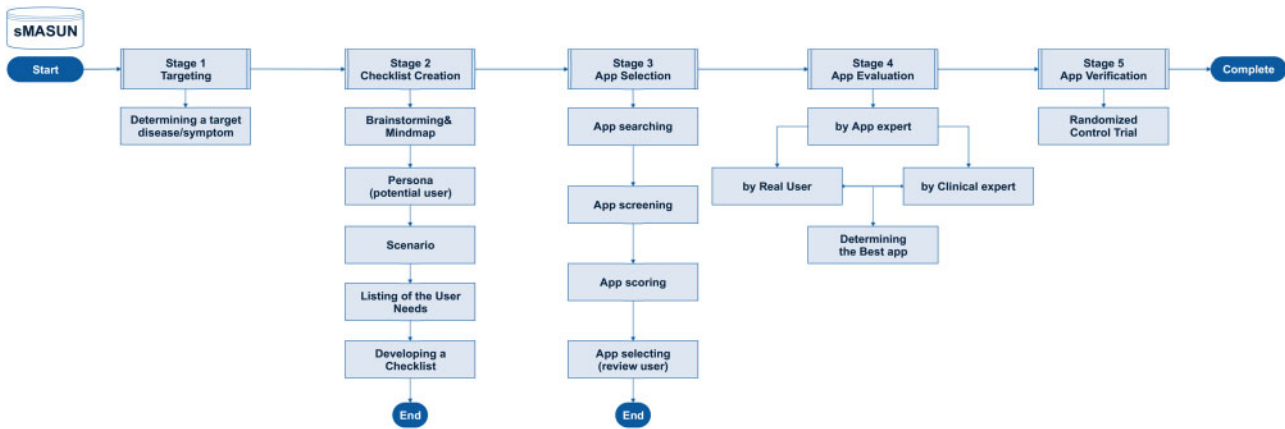 sMASUN
Start
Stage 1
Targeting
Stage 2
Checklist Creation
Stage 3
App Selection
Stage 4
App Evaluation
Stage 5
App Verification
Complete
Determining a target
disease/symptom
Brainstorming&
Mindmap
Persona
(potential user)
Scenario
Listing of the User
Needs
Developing a
Checklist
End
App searching
App screening
App scoring
App selecting
(review user)
End
by App expert
by Real User
by Clinical expert
Determining
the Best app
Randomized
Control Trial